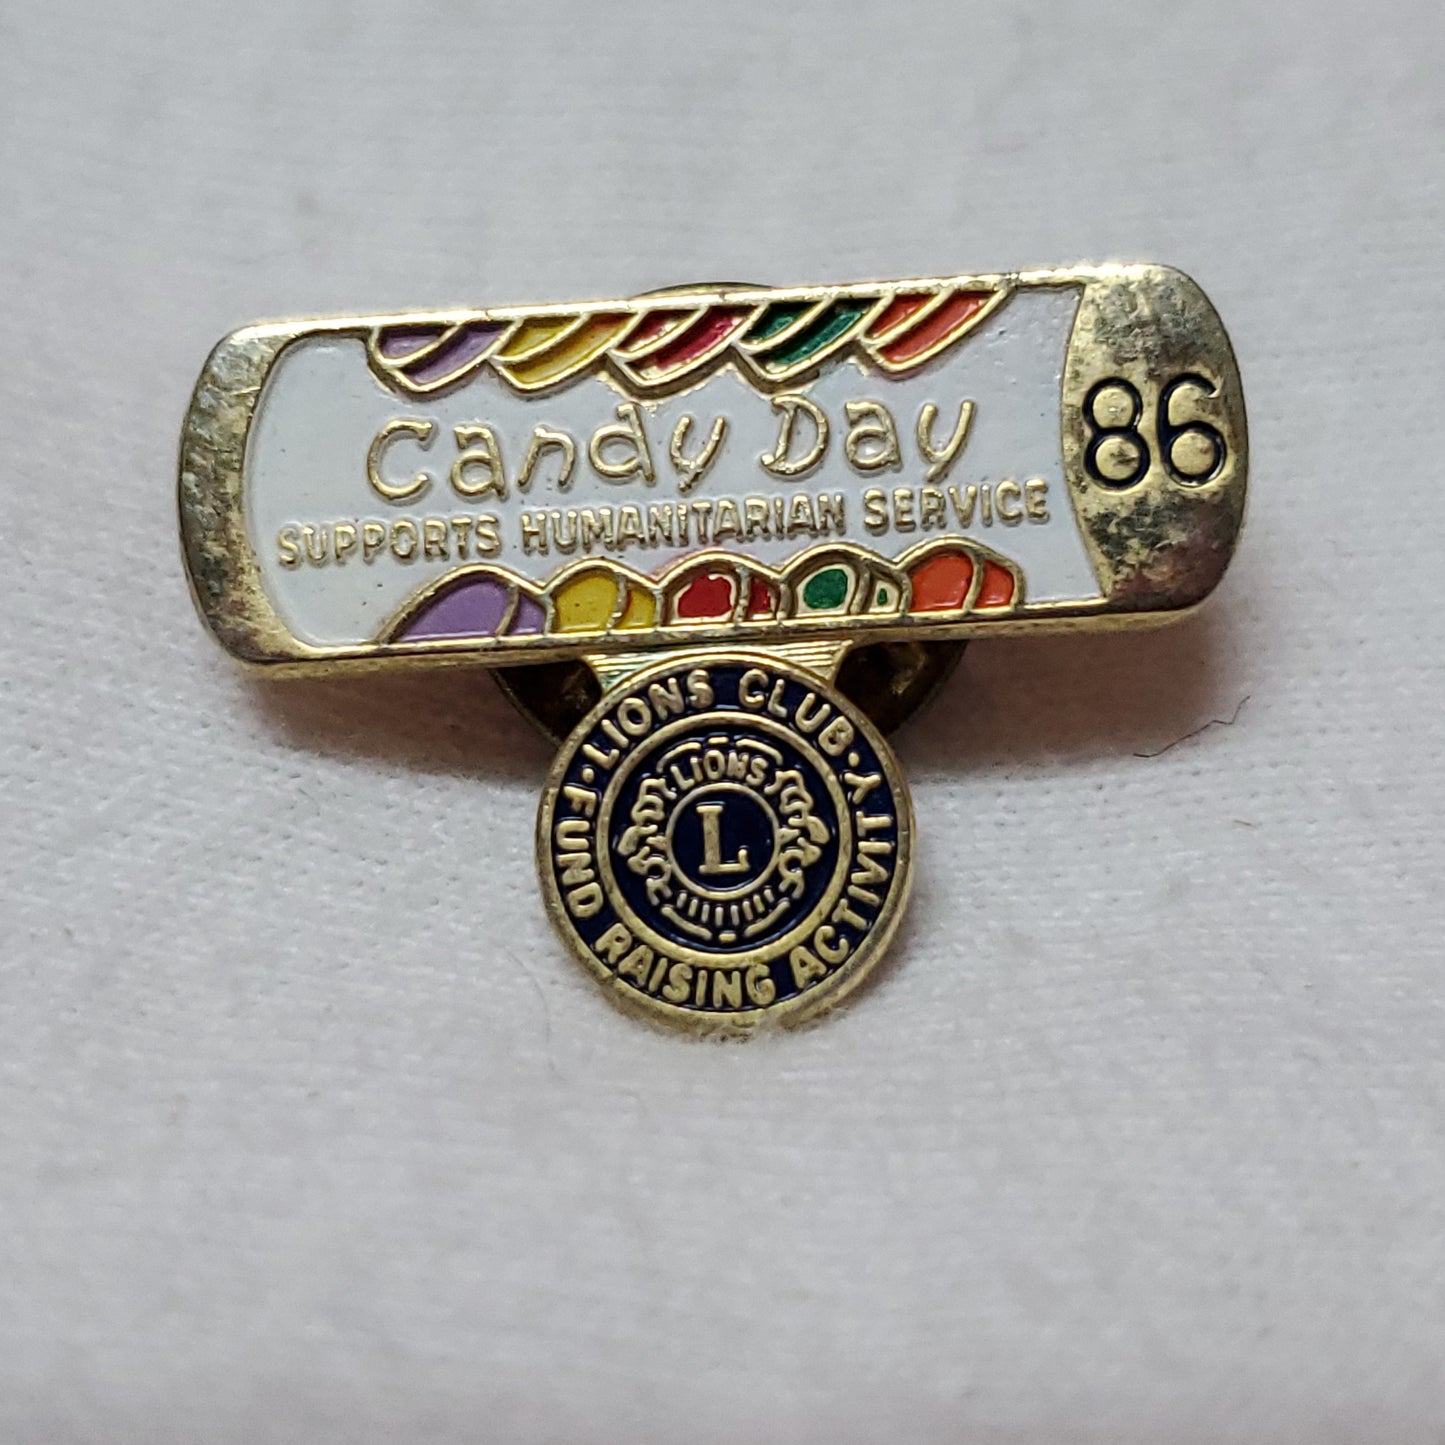 Candy Day
SUPPORTS HUMANITARIAN SERVICE
86
· LIONS CLUB ·
FUND RAISING ACTIVITY
LIONS
L